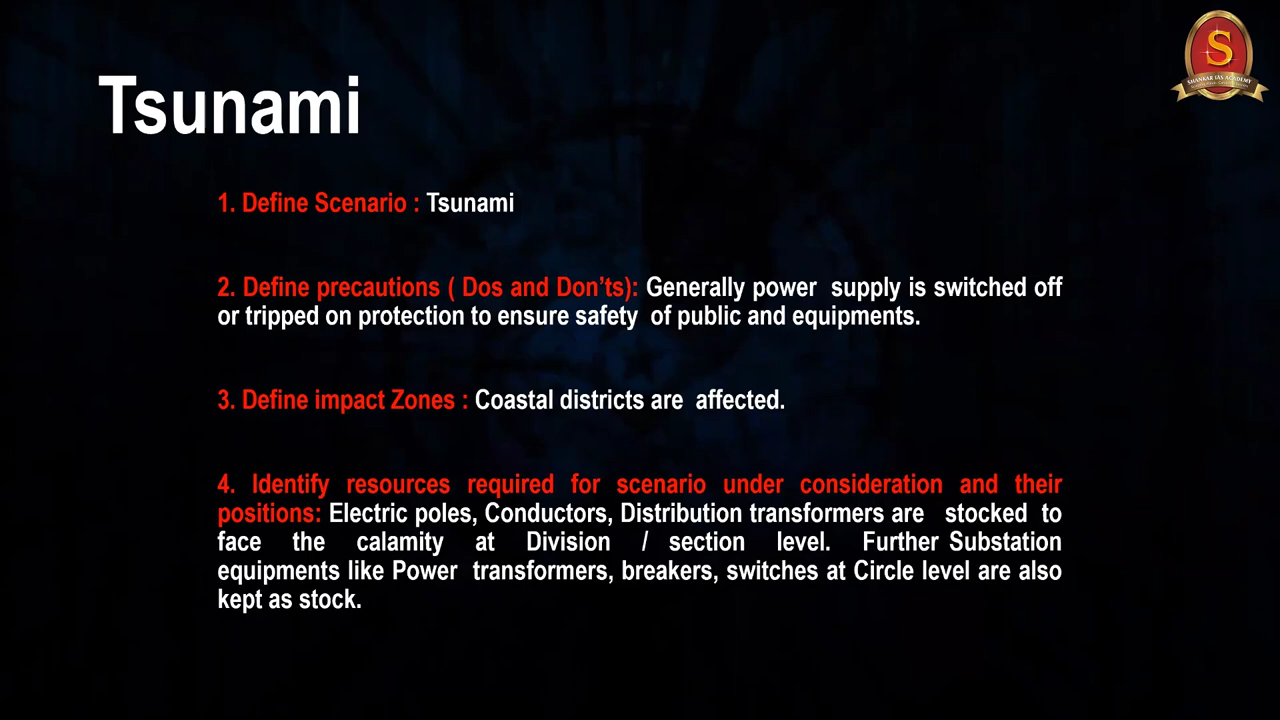 S
SHANKAR IAS ACADEMY
Tsunami
1. Define Scenario : Tsunami
2. Define precautions ( Dos and Don’ts): Generally power supply is switched off
or tripped on protection to ensure safety of public and equipments.
3. Define impact Zones : Coastal districts are affected.
4. Identify resources required for scenario under consideration and their
positions: Electric poles, Conductors, Distribution transformers are stocked to
face the calamity at Division / section level. Further Substation
equipments like Power transformers, breakers, switches at Circle level are also
kept as stock.